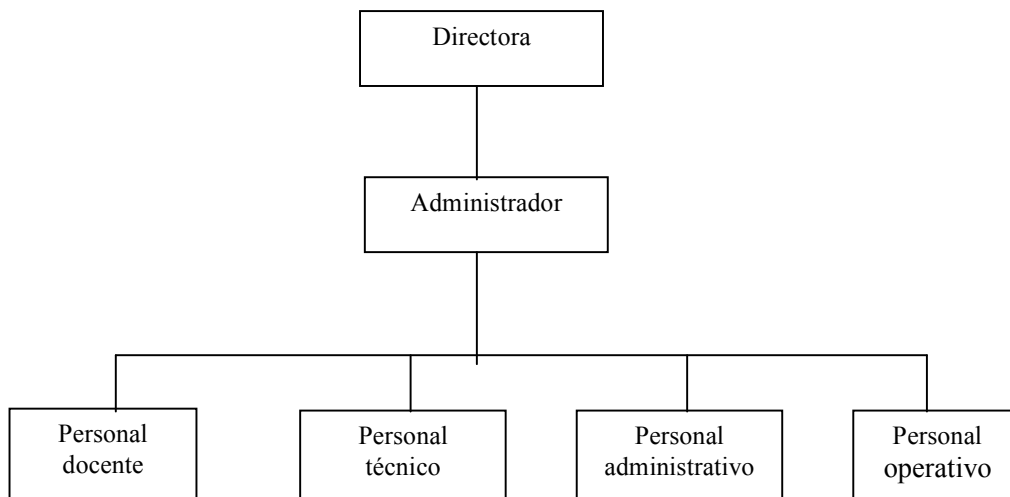 Directora
Administrador
Personal
docente
Personal
técnico
Personal
administrativo
Personal
operativo